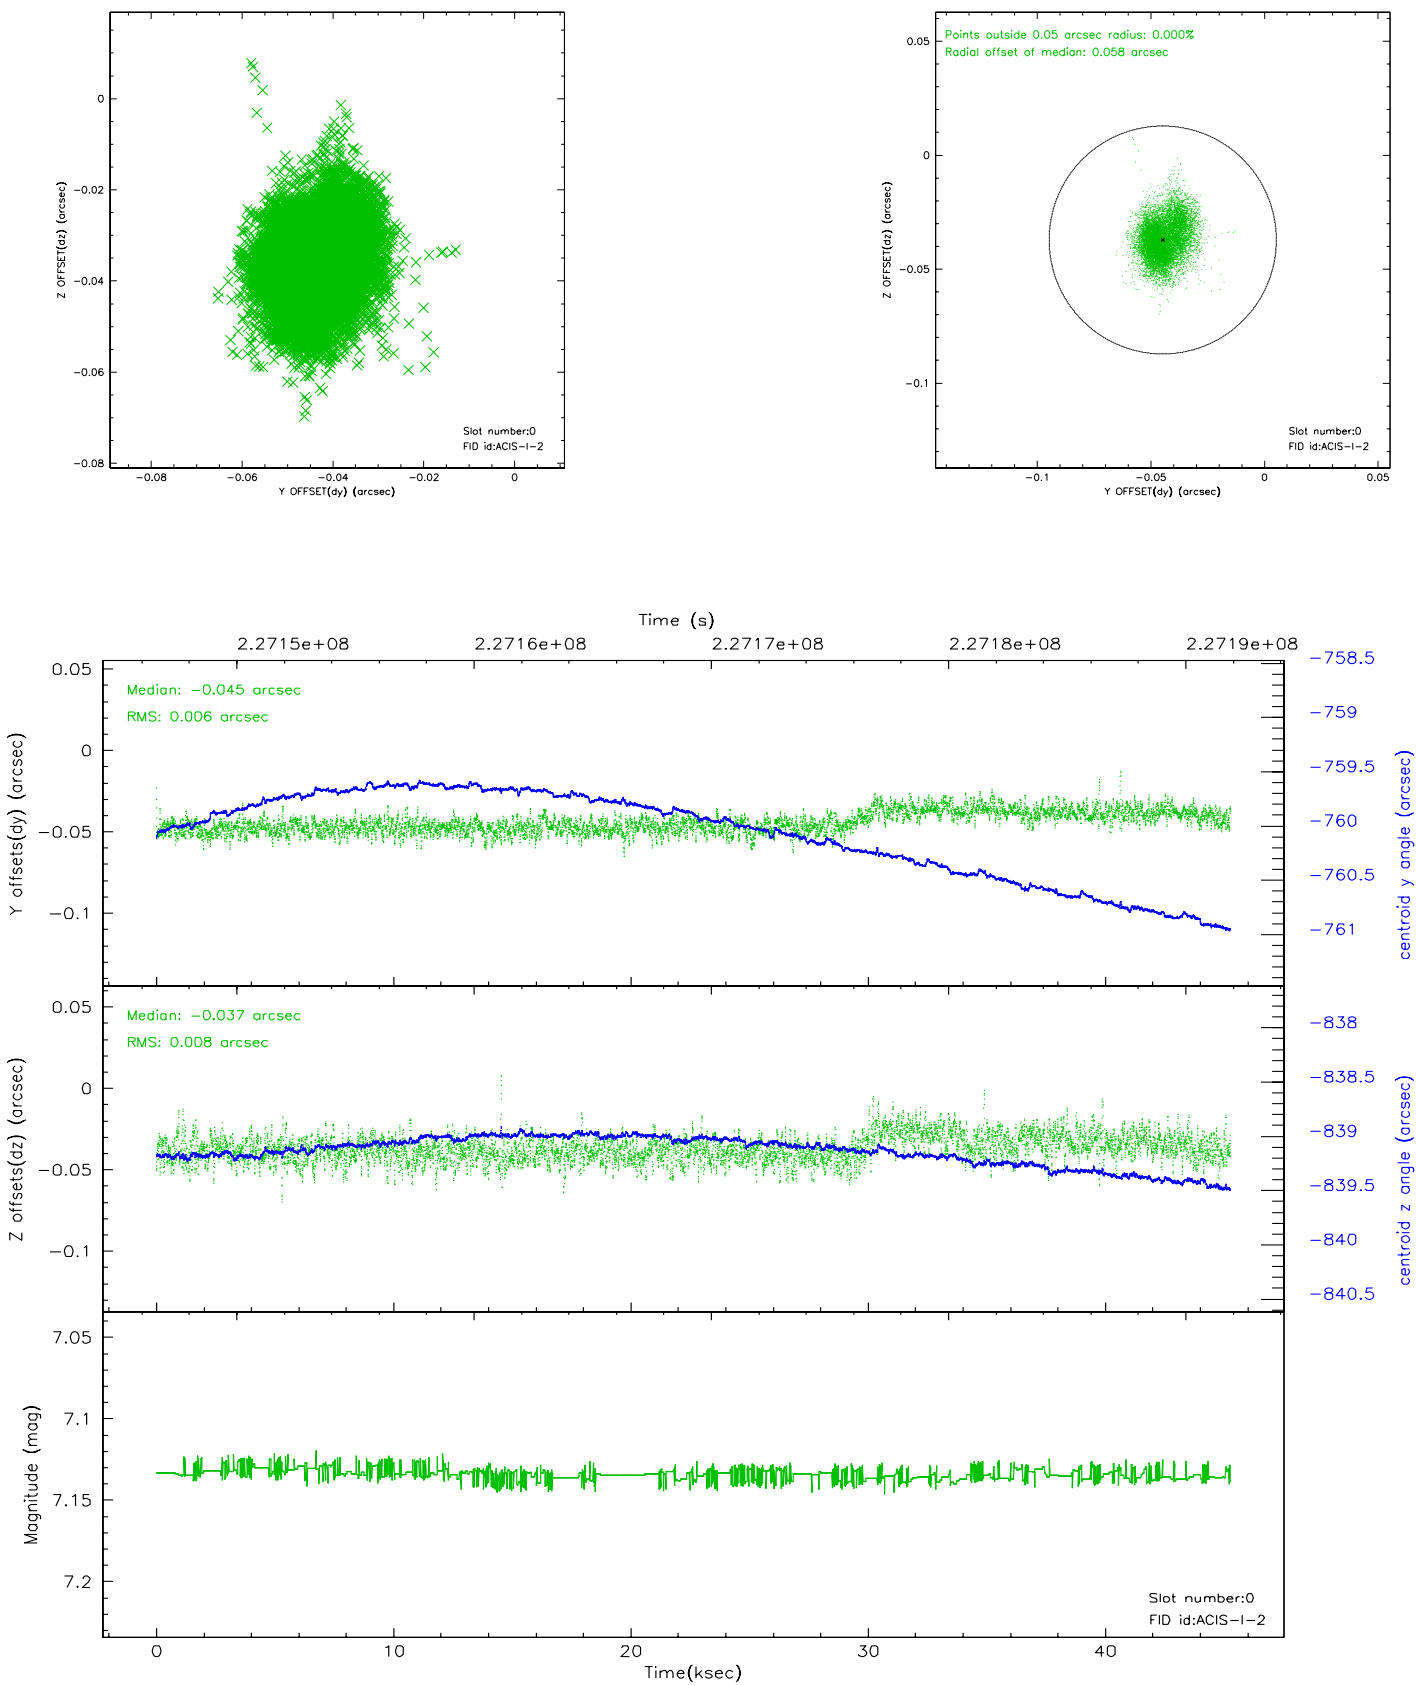 0
−0.02
−0.04
−0.06
−0.08
Z OFFSET(dz) (arcsec)
−0.08
−0.06
−0.04
−0.02
0
Y OFFSET(dy) (arcsec)
Slot number:0
FID id:ACIS−I−2
Points outside 0.05 arcsec radius: 0.000%
Radial offset of median: 0.058 arcsec
0.05
0
−0.05
−0.1
Z OFFSET(dz) (arcsec)
−0.1
−0.05
0
0.05
Y OFFSET(dy) (arcsec)
Slot number:0
FID id:ACIS−I−2
Time (s)
2.2715e+08
2.2716e+08
2.2717e+08
2.2718e+08
2.2719e+08
Median: −0.045 arcsec
RMS: 0.006 arcsec
0.05
0
−0.05
−0.1
Y offsets(dy) (arcsec)
−758.5
−759
−759.5
−760
−760.5
−761
centroid y angle (arcsec)
Median: −0.037 arcsec
RMS: 0.008 arcsec
0.05
0
−0.05
−0.1
Z offsets(dz) (arcsec)
−838
−838.5
−839
−839.5
−840
−840.5
centroid z angle (arcsec)
7.05
7.1
7.15
7.2
Magnitude (mag)
Slot number:0
FID id:ACIS−I−2
0
10
20
30
40
Time(ksec)